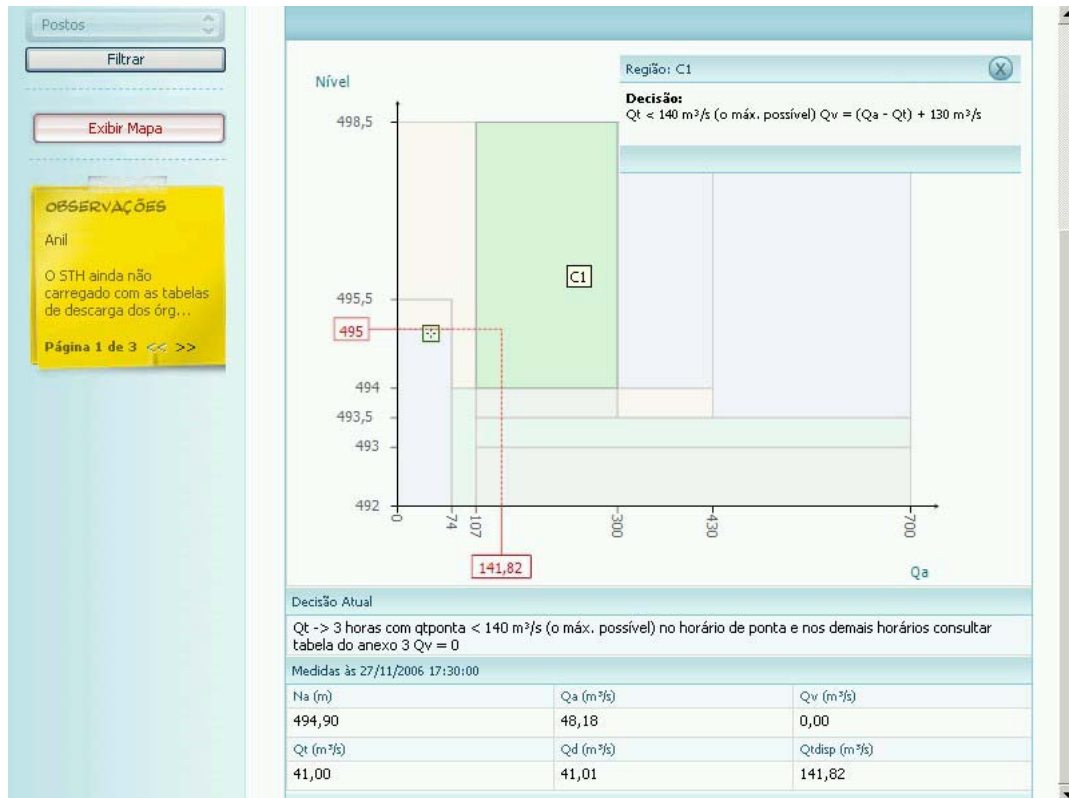 Postos
Filtrar
Exibir Mapa
OBSERVAÇÕES
Anil
O STH ainda não
carregado com as tabelas
de descarga dos órg...
Página 1 de 3 << >>
Nível
498,5
495,5
495
494
493,5
493
492
0
74
107
300
430
700
141,82
Qa
C1
Região: C1
X
Decisão:
Qt < 140 m³/s (o máx. possível) Qv = (Qa - Qt) + 130 m³/s
Decisão Atual
Qt -> 3 horas com qtponta < 140 m³/s (o máx. possível) no horário de ponta e nos demais horários consultar
tabela do anexo 3 Qv = 0
Medidas às 27/11/2006 17:30:00
Na (m) Qa (m³/s) Qv (m³/s)
494,90 48,18 0,00
Qt (m³/s) Qd (m³/s) Qtdisp (m³/s)
41,00 41,01 141,82